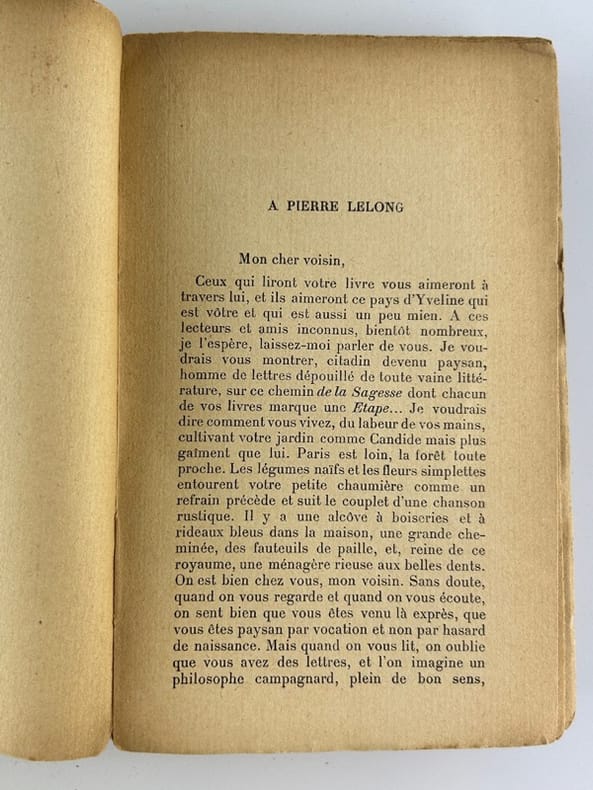 A PIERRE LELONG
Mon cher voisin,
Ceux qui liront votre livre vous aimeront à
travers lui, et ils aimeront ce pays d'Yveline qui
est vôtre et qui est aussi un peu mien. A ces
lecteurs et amis inconnus, bientôt nombreux,
je l'espère, laissez-moi parler de vous. Je vou-
drais vous montrer, citadin devenu paysan,
homme de lettres dépouillé de toute vaine litté-
rature, sur ce chemin de la Sagesse dont chacun
de vos livres marque une Etape... Je voudrais
dire comment vous vivez, du labeur de vos mains,
cultivant votre jardin comme Candide mais plus
gaîment que lui. Paris est loin, la forêt toute
proche. Les légumes naïfs et les fleurs simplettes
entourent votre petite chaumière comme un
refrain précède et suit le couplet d'une chanson
rustique. Il y a une alcôve à boiseries et à
rideaux bleus dans la maison, une grande che-
minée, des fauteuils de paille, et, reine de ce
royaume, une ménagère rieuse aux belles dents.
On est bien chez vous, mon voisin. Sans doute,
quand on vous regarde et quand on vous écoute,
on sent bien que vous êtes venu là exprès, que
vous êtes paysan par vocation et non par hasard
de naissance. Mais quand on vous lit, on oublie
que vous avez des lettres, et l'on imagine un
philosophe campagnard, plein de bon sens,